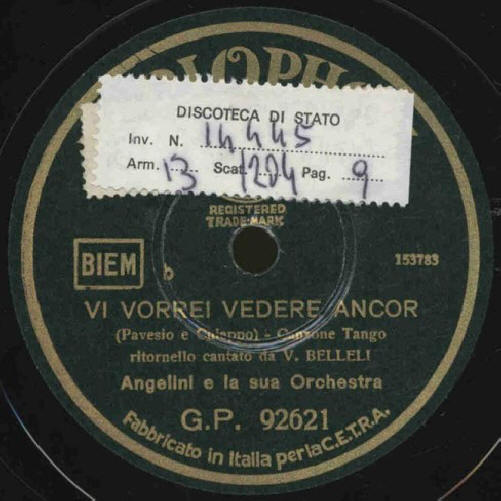 DISCOTECA DI STATO
Inv. N. 14445
Arm. 13 Scat. 1204 Pag. 9
REGISTERED
TRADE-MARK
BIEM b 153783
VI VORREI VEDERE ANCOR
(Pavesio e Chiappo) - Canzone Tango
ritornello cantato da V. BELLELI
Angelini e la sua Orchestra
G.P. 92621
Fabbricato in Italia per la C.E.T.R.A.